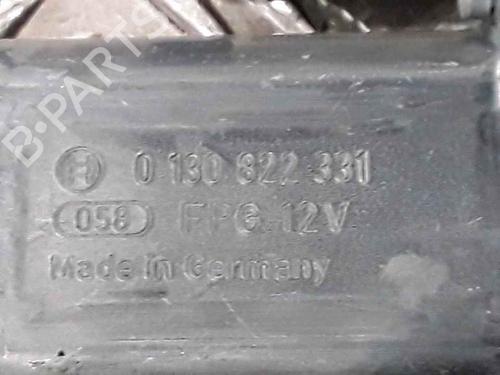 B-PARTS
0 130 822 331
058 FPG 12V
Made in Germany